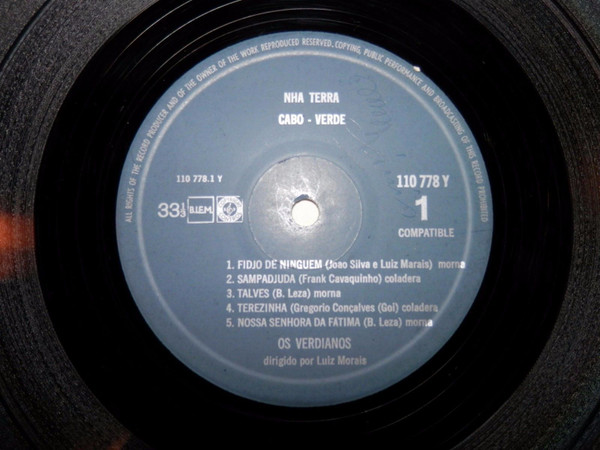 ALL RIGHTS OF THE RECORD PRODUCER AND OF THE OWNER OF THE WORK REPRODUCED RESERVED. COPYING, PUBLIC PERFORMANCE AND BROADCASTING OF THIS RECORD PROHIBITED
NHA TERRA
CABO - VERDE
110 778.1 Y
110 778 Y
33⅓ B.I.E.M.
1
COMPATIBLE
1. FIDJO DE NINGUEM (Joao Silva e Luiz Marais) morna
2. SAMPADJUDA (Frank Cavaquinho) coladera
3. TALVES (B. Leza) morna
4. TEREZINHA (Gregorio Conçalves (Goi) coladera
5. NOSSA SENHORA DA FATIMA (B. Leza) morna
OS VERDIANOS
dirigido por Luiz Morais